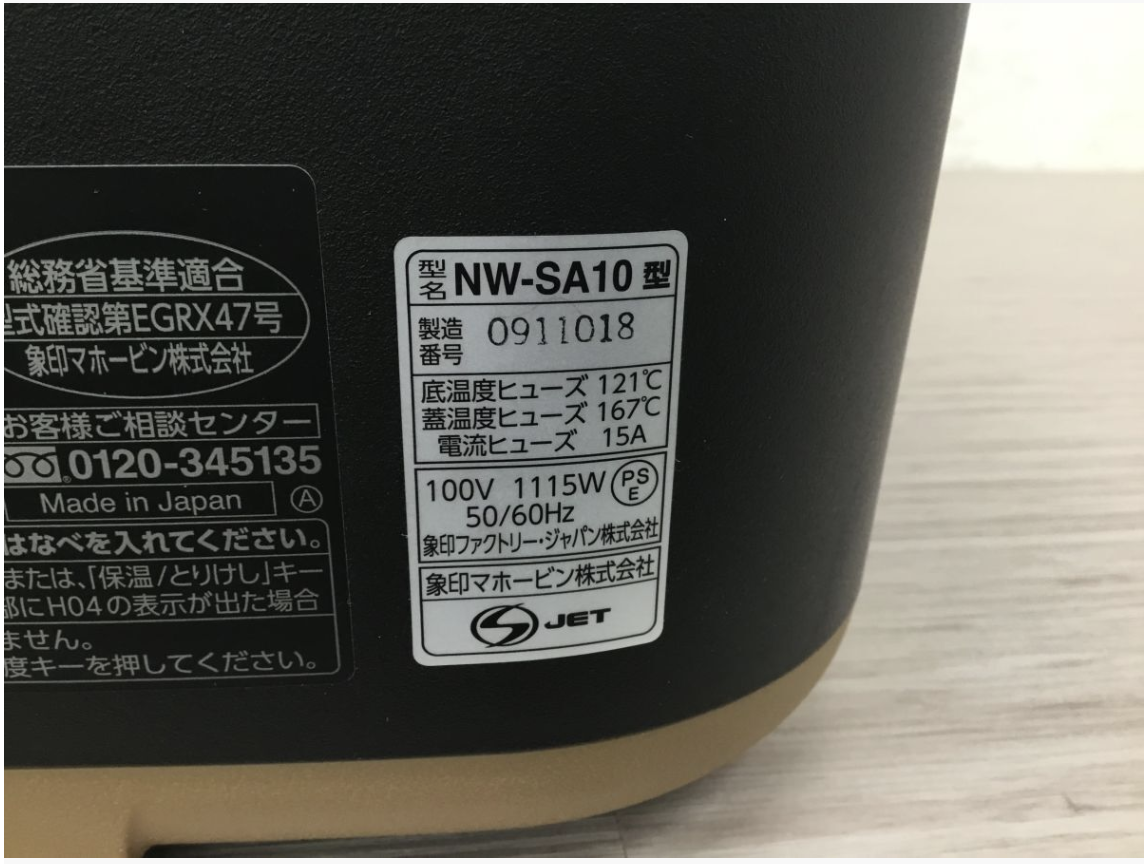 総務省基準適合
型式確認第EGRX47号
象印マホービン株式会社
お客様ご相談センター
0120-345135
Made in Japan Ⓐ
はなべを入れてください。
または、「保温/とりけし」キー
部にH04の表示が出た場合
ません。
度キーを押してください。
型名 NW-SA10 型
製造番号 0911018
底温度ヒューズ 121℃
蓋温度ヒューズ 167℃
電流ヒューズ 15A
100V 1115W PSE
50/60Hz
象印ファクトリー・ジャパン株式会社
象印マホービン株式会社
JET